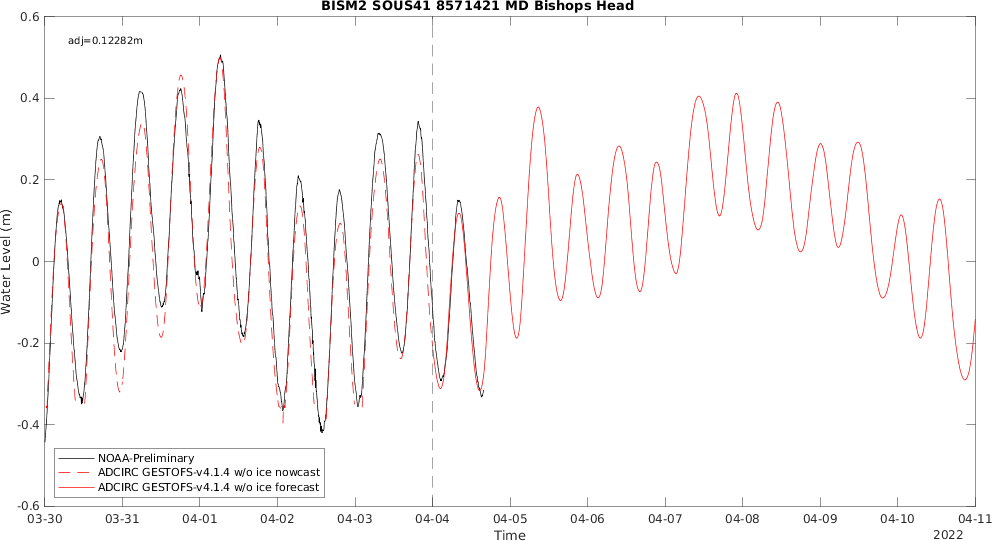 BISM2 SOUS41 8571421 MD Bishops Head
adj=0.12282m
0.6
0.4
0.2
0
-0.2
-0.4
-0.6
Water Level (m)
NOAA-Preliminary
ADCIRC GESTOFS-v4.1.4 w/o ice nowcast
ADCIRC GESTOFS-v4.1.4 w/o ice forecast
03-30 03-31 04-01 04-02 04-03 04-04 04-05 04-06 04-07 04-08 04-09 04-10 04-11
Time
2022